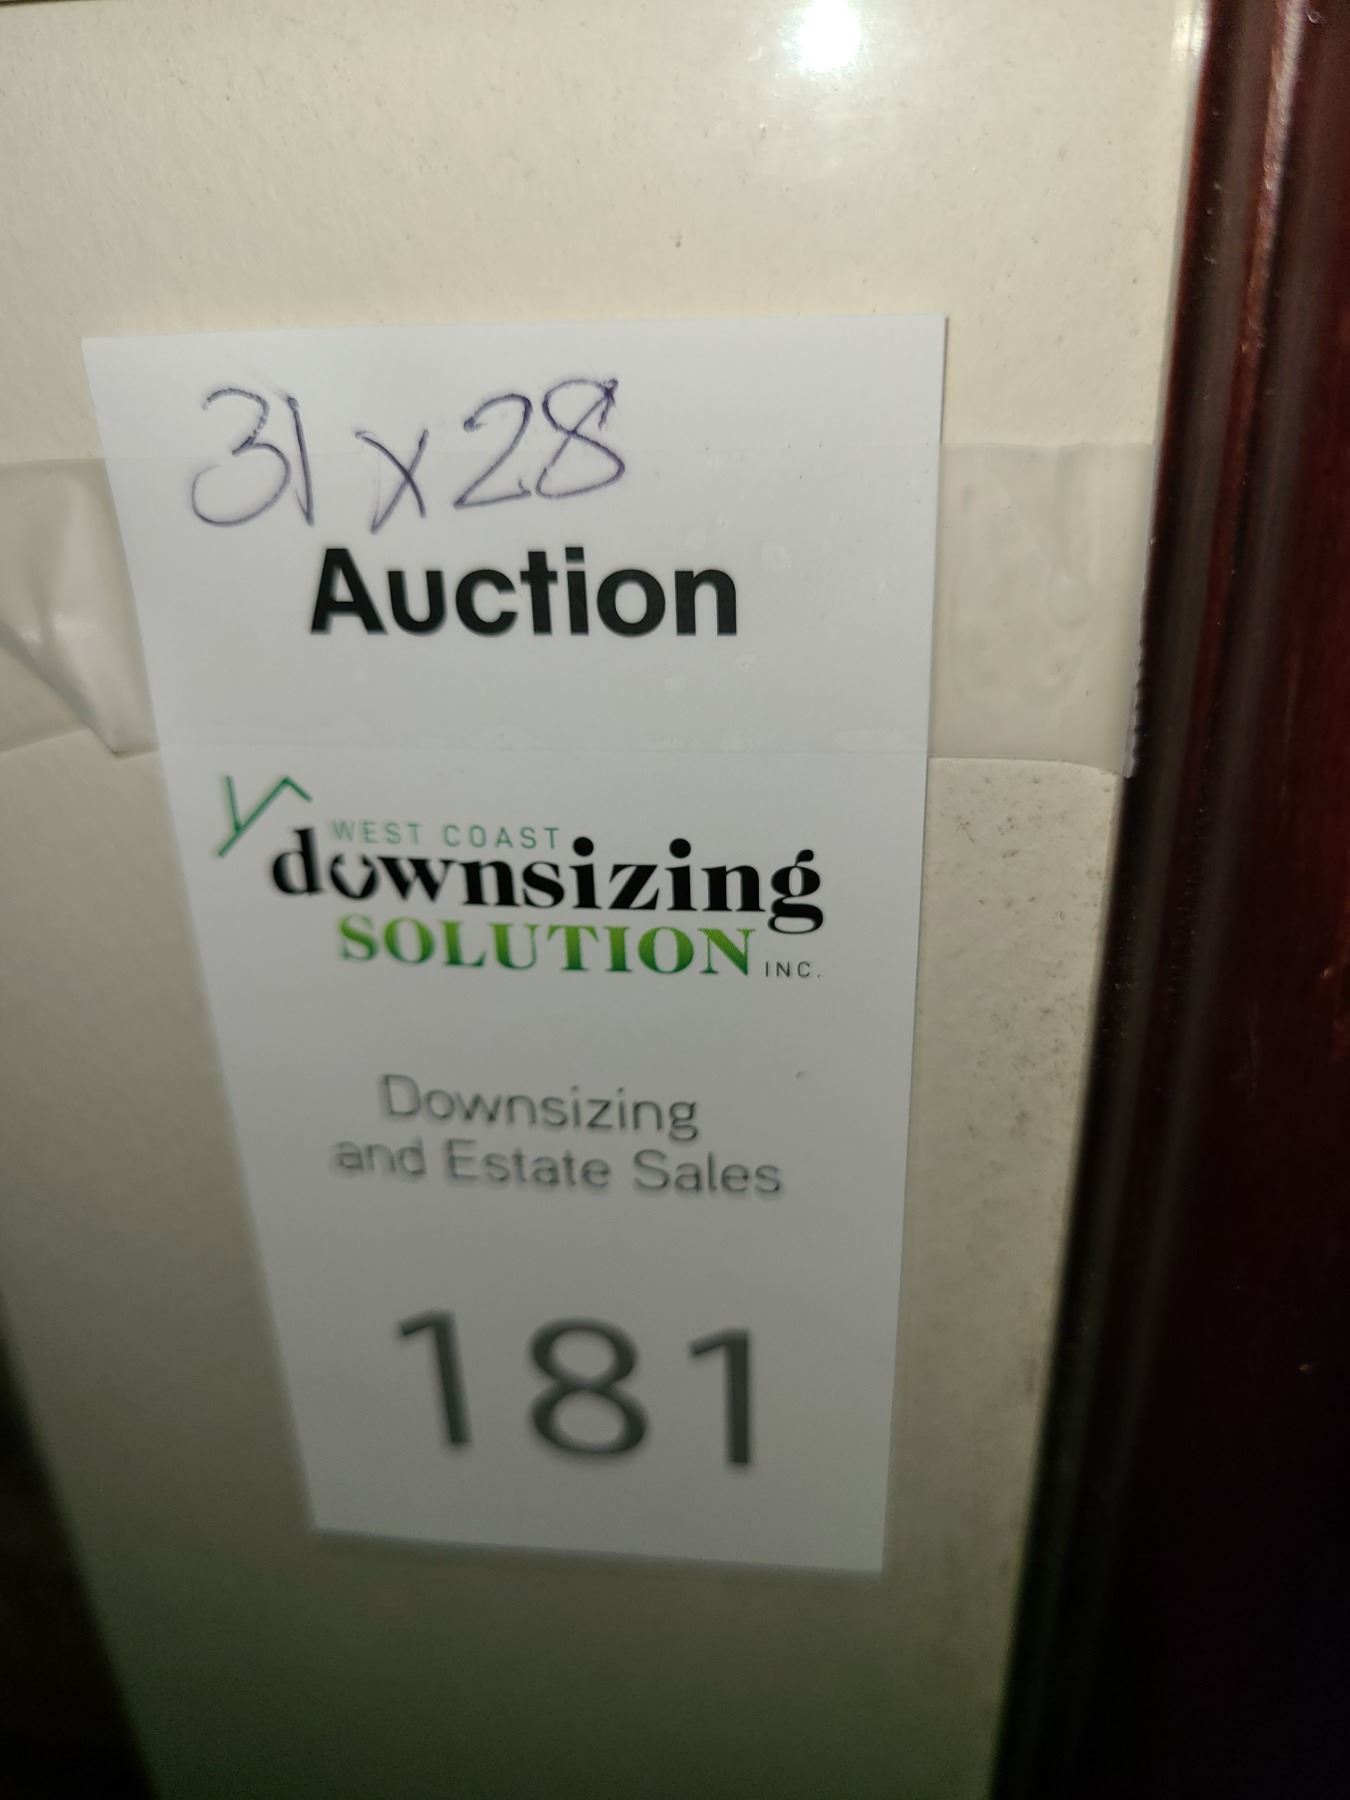 31 x 28
Auction
WEST COAST
downsizing
SOLUTION INC.
Downsizing
and Estate Sales
181